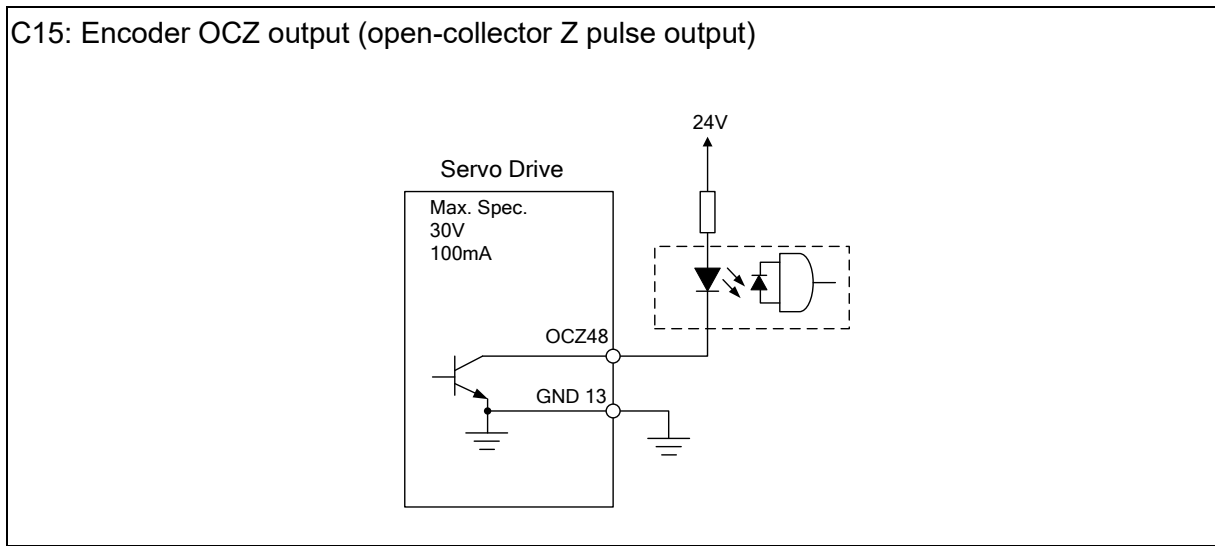 C15: Encoder OCZ output (open-collector Z pulse output)
24V
Servo Drive
Max. Spec.
30V
100mA
OCZ48
GND 13